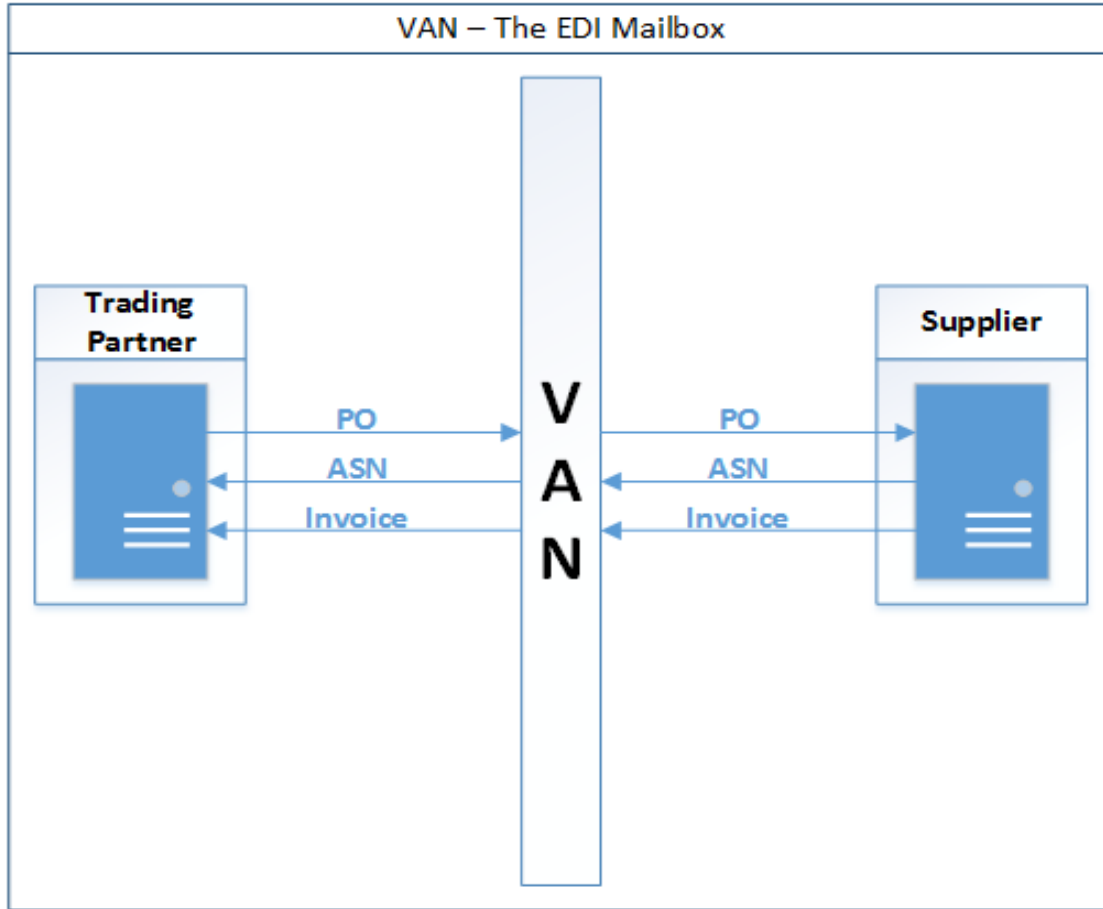 VAN – The EDI Mailbox
Trading
Partner
Supplier
PO
ASN
Invoice
V
A
N
PO
ASN
Invoice